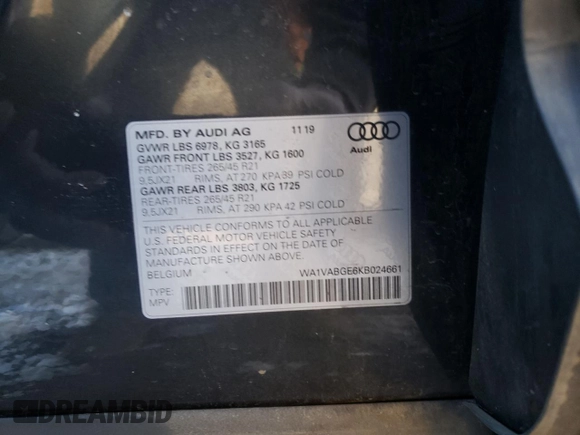 MFD. BY AUDI AG 11 19
GVWR LBS 6978, KG 3165
GAWR FRONT LBS 3527, KG 1600
FRONT-TIRES 265/45 R21
9,5JX21 RIMS, AT 270 KPA 39 PSI COLD
GAWR REAR LBS 3803, KG 1725
REAR-TIRES 265/45 R21
9,5JX21 RIMS, AT 290 KPA 42 PSI COLD
Audi
THIS VEHICLE CONFORMS TO ALL APPLICABLE
U.S. FEDERAL MOTOR VEHICLE SAFETY
STANDARDS IN EFFECT ON THE DATE OF
MANUFACTURE SHOWN ABOVE.
BELGIUM WA1VABGE6KB024661
TYPE:
MPV
DREAMBID